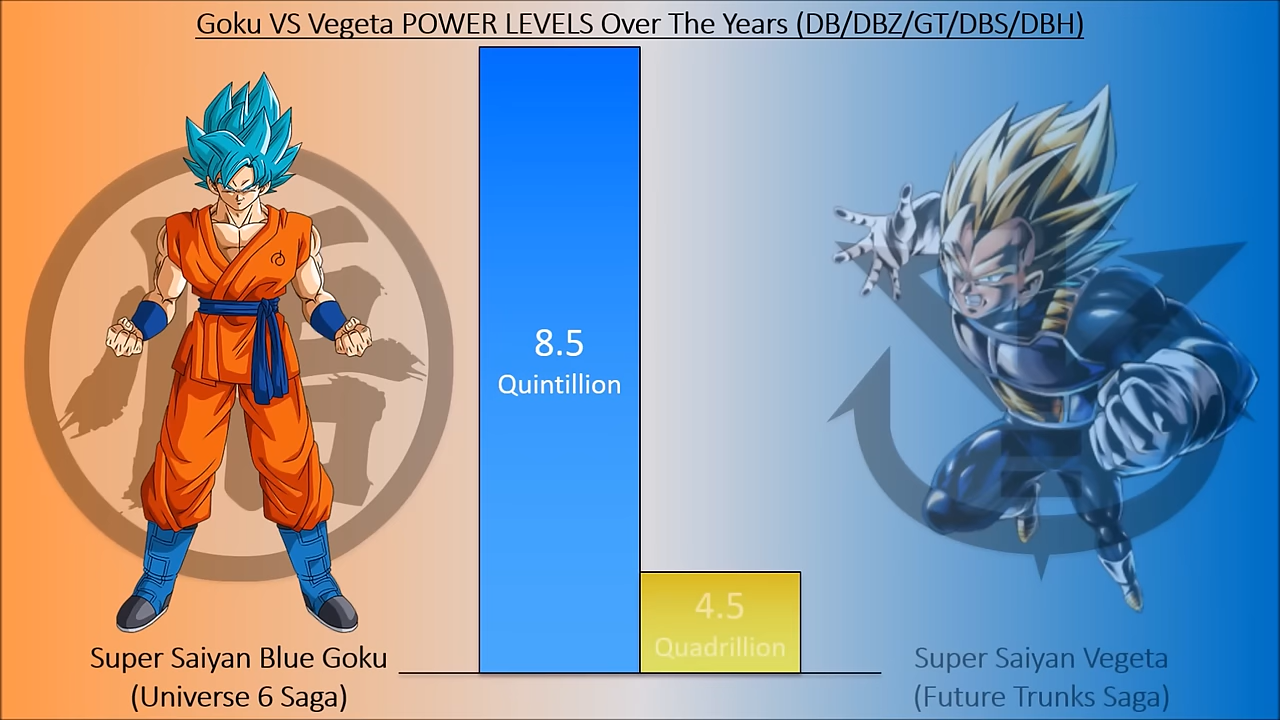 Goku VS Vegeta POWER LEVELS Over The Years (DB/DBZ/GT/DBS/DBH)
8.5
Quintillion
4.5
Quadrillion
Super Saiyan Blue Goku
(Universe 6 Saga)
Super Saiyan Vegeta
(Future Trunks Saga)